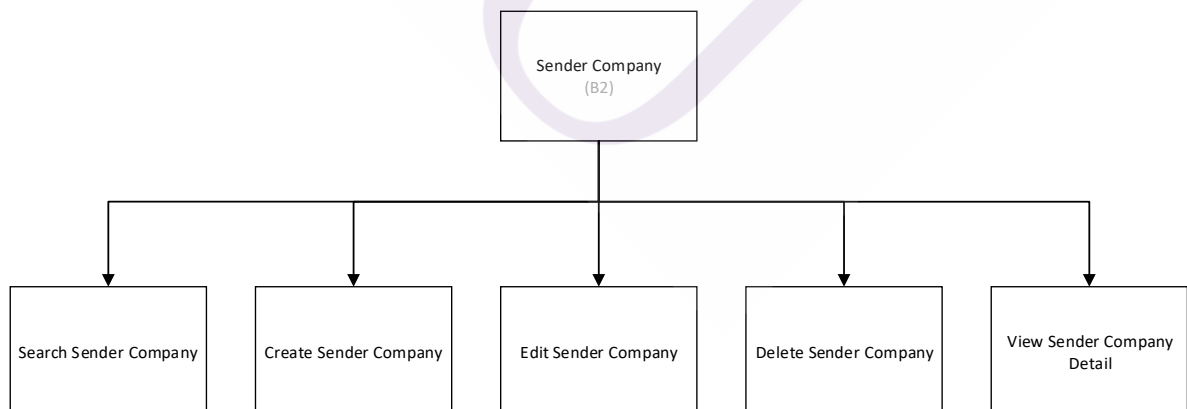 Sender Company
(B2)
Search Sender Company
Create Sender Company
Edit Sender Company
Delete Sender Company
View Sender Company
Detail